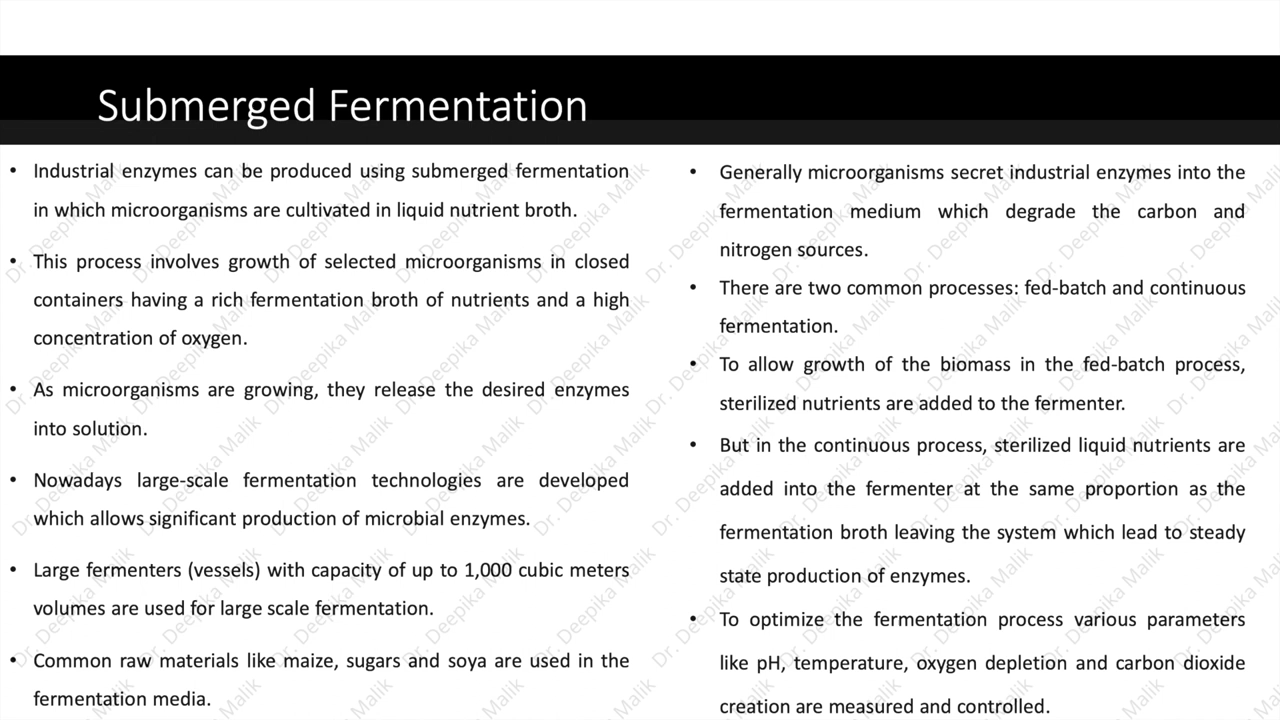 Submerged Fermentation
• Industrial enzymes can be produced using submerged fermentation
in which microorganisms are cultivated in liquid nutrient broth.
• This process involves growth of selected microorganisms in closed
containers having a rich fermentation broth of nutrients and a high
concentration of oxygen.
• As microorganisms are growing, they release the desired enzymes
into solution.
• Nowadays large-scale fermentation technologies are developed
which allows significant production of microbial enzymes.
• Large fermenters (vessels) with capacity of up to 1,000 cubic meters
volumes are used for large scale fermentation.
• Common raw materials like maize, sugars and soya are used in the
fermentation media.
• Generally microorganisms secret industrial enzymes into the
fermentation medium which degrade the carbon and
nitrogen sources.
• There are two common processes: fed-batch and continuous
fermentation.
• To allow growth of the biomass in the fed-batch process,
sterilized nutrients are added to the fermenter.
• But in the continuous process, sterilized liquid nutrients are
added into the fermenter at the same proportion as the
fermentation broth leaving the system which lead to steady
state production of enzymes.
• To optimize the fermentation process various parameters
like pH, temperature, oxygen depletion and carbon dioxide
creation are measured and controlled.
Dr. Deepika Malik